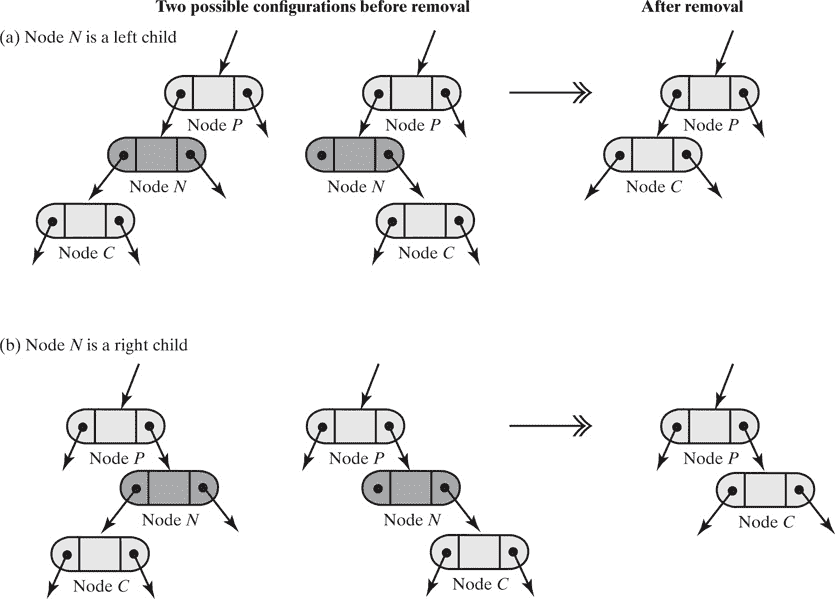 Two possible configurations before removal
After removal
(a) Node N is a left child
Node P
Node P
Node P
Node N
Node N
Node C
Node C
Node C
(b) Node N is a right child
Node P
Node P
Node P
Node N
Node N
Node C
Node C
Node C